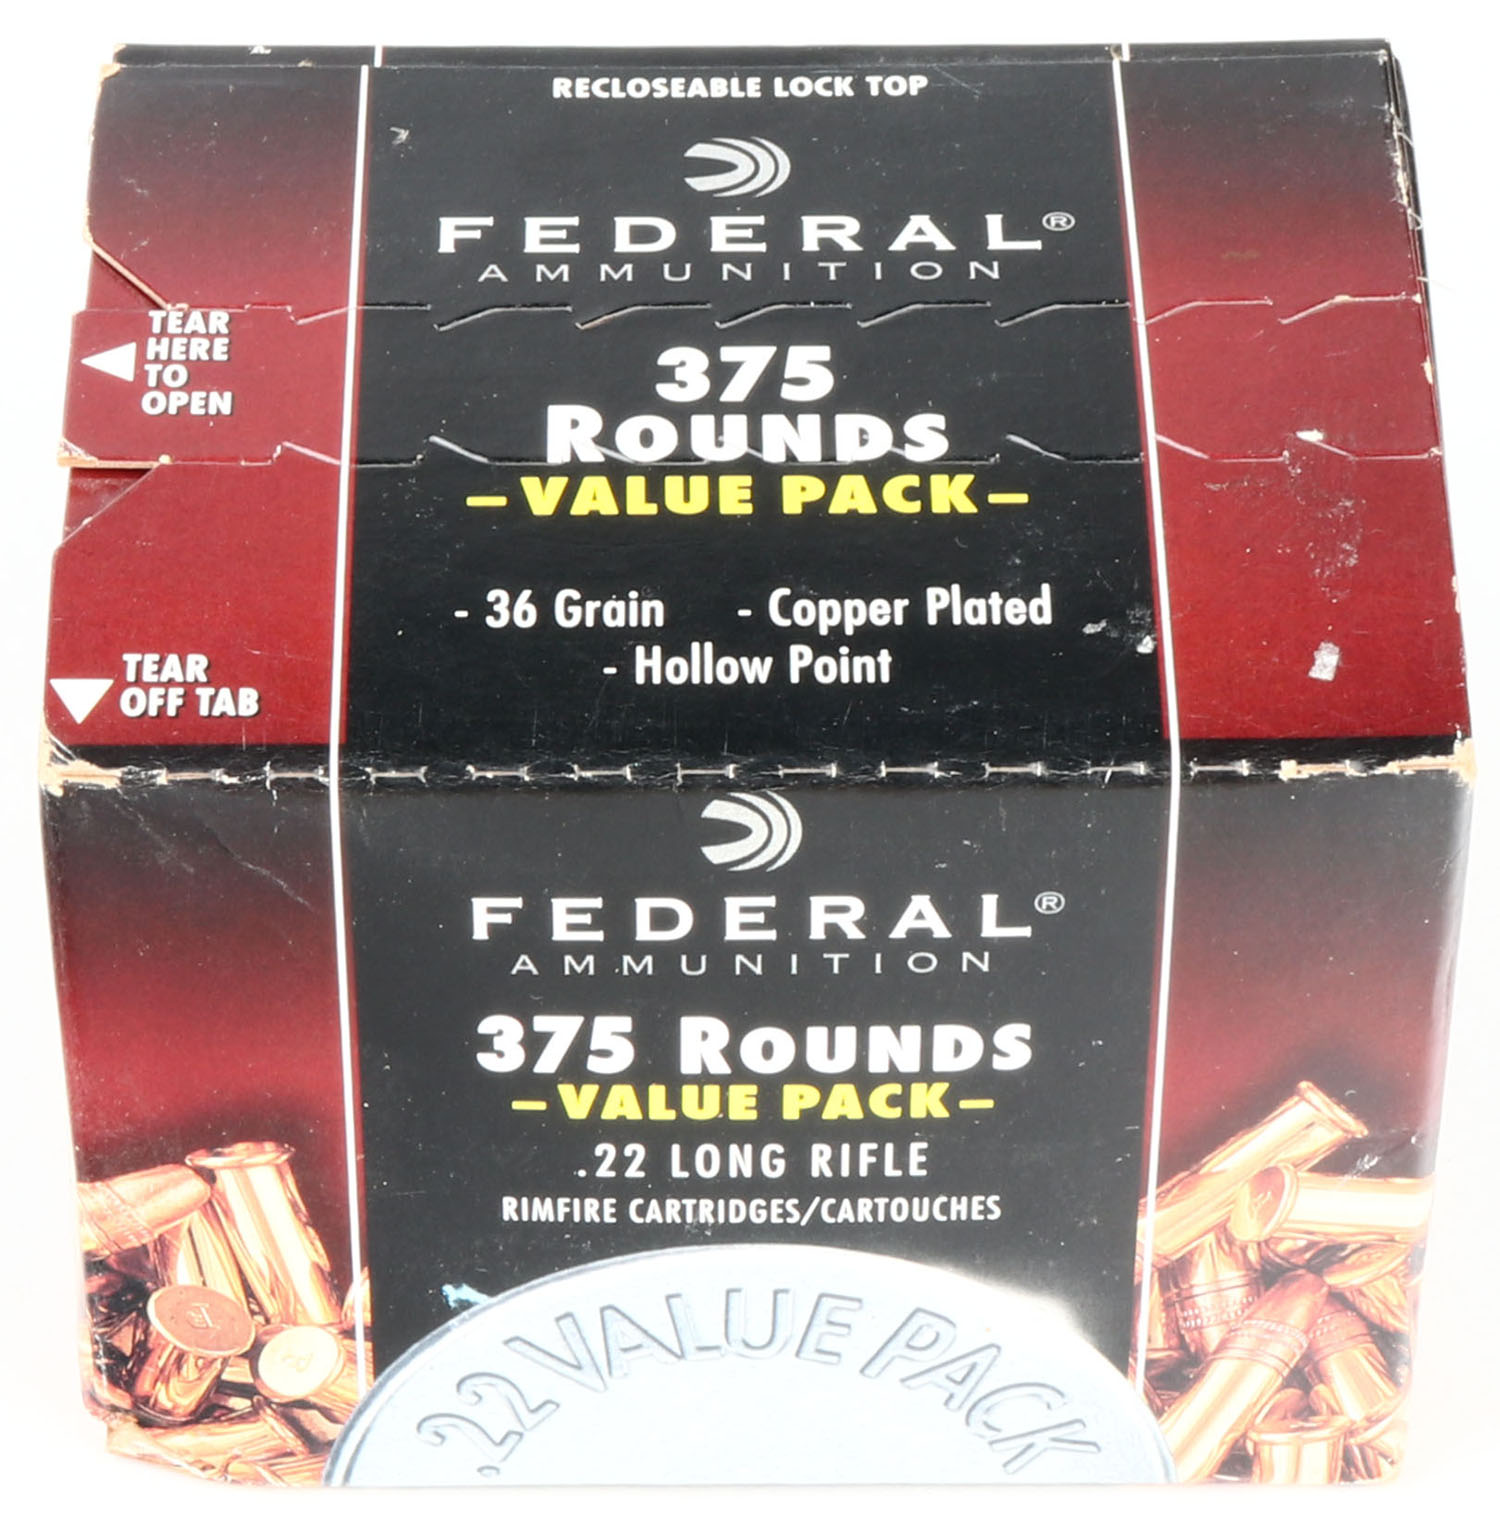 RECLOSEABLE LOCK TOP
FEDERAL®
AMMUNITION
TEAR
HERE
TO
OPEN
375
ROUNDS
– VALUE PACK –
- 36 Grain - Copper Plated
- Hollow Point
TEAR
OFF TAB
FEDERAL®
AMMUNITION
375 ROUNDS
– VALUE PACK –
.22 LONG RIFLE
RIMFIRE CARTRIDGES/CARTOUCHES
.22 VALUE PACK